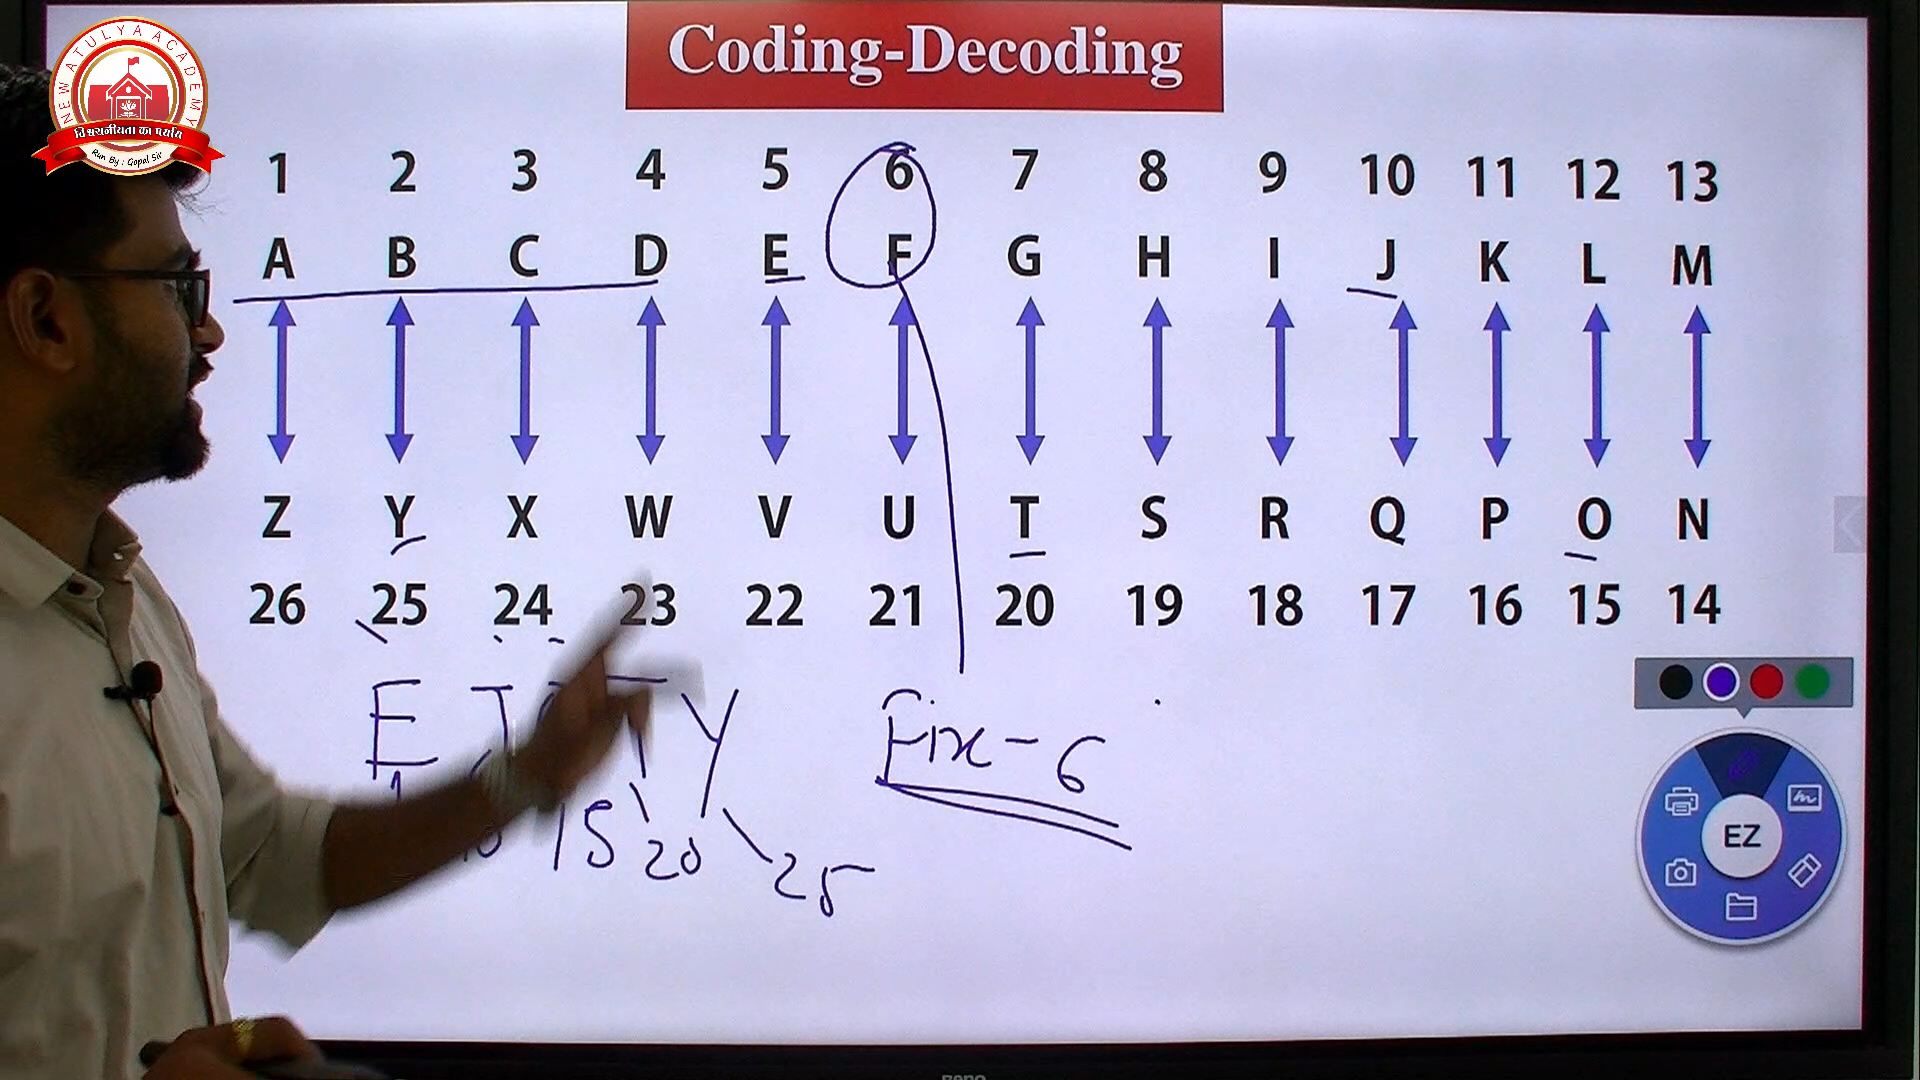 Coding-Decoding
NEW ATULYA ACADEMY
विश्वसनीयता का पर्याय
Run By : Gopal Sir
1 2 3 4 5 6 7 8 9 10 11 12 13
A B C D E F G H I J K L M
Z Y X W V U T S R Q P O N
26 25 24 23 22 21 20 19 18 17 16 15 14
E J T Y Fix - 6
15 20 25
EZ